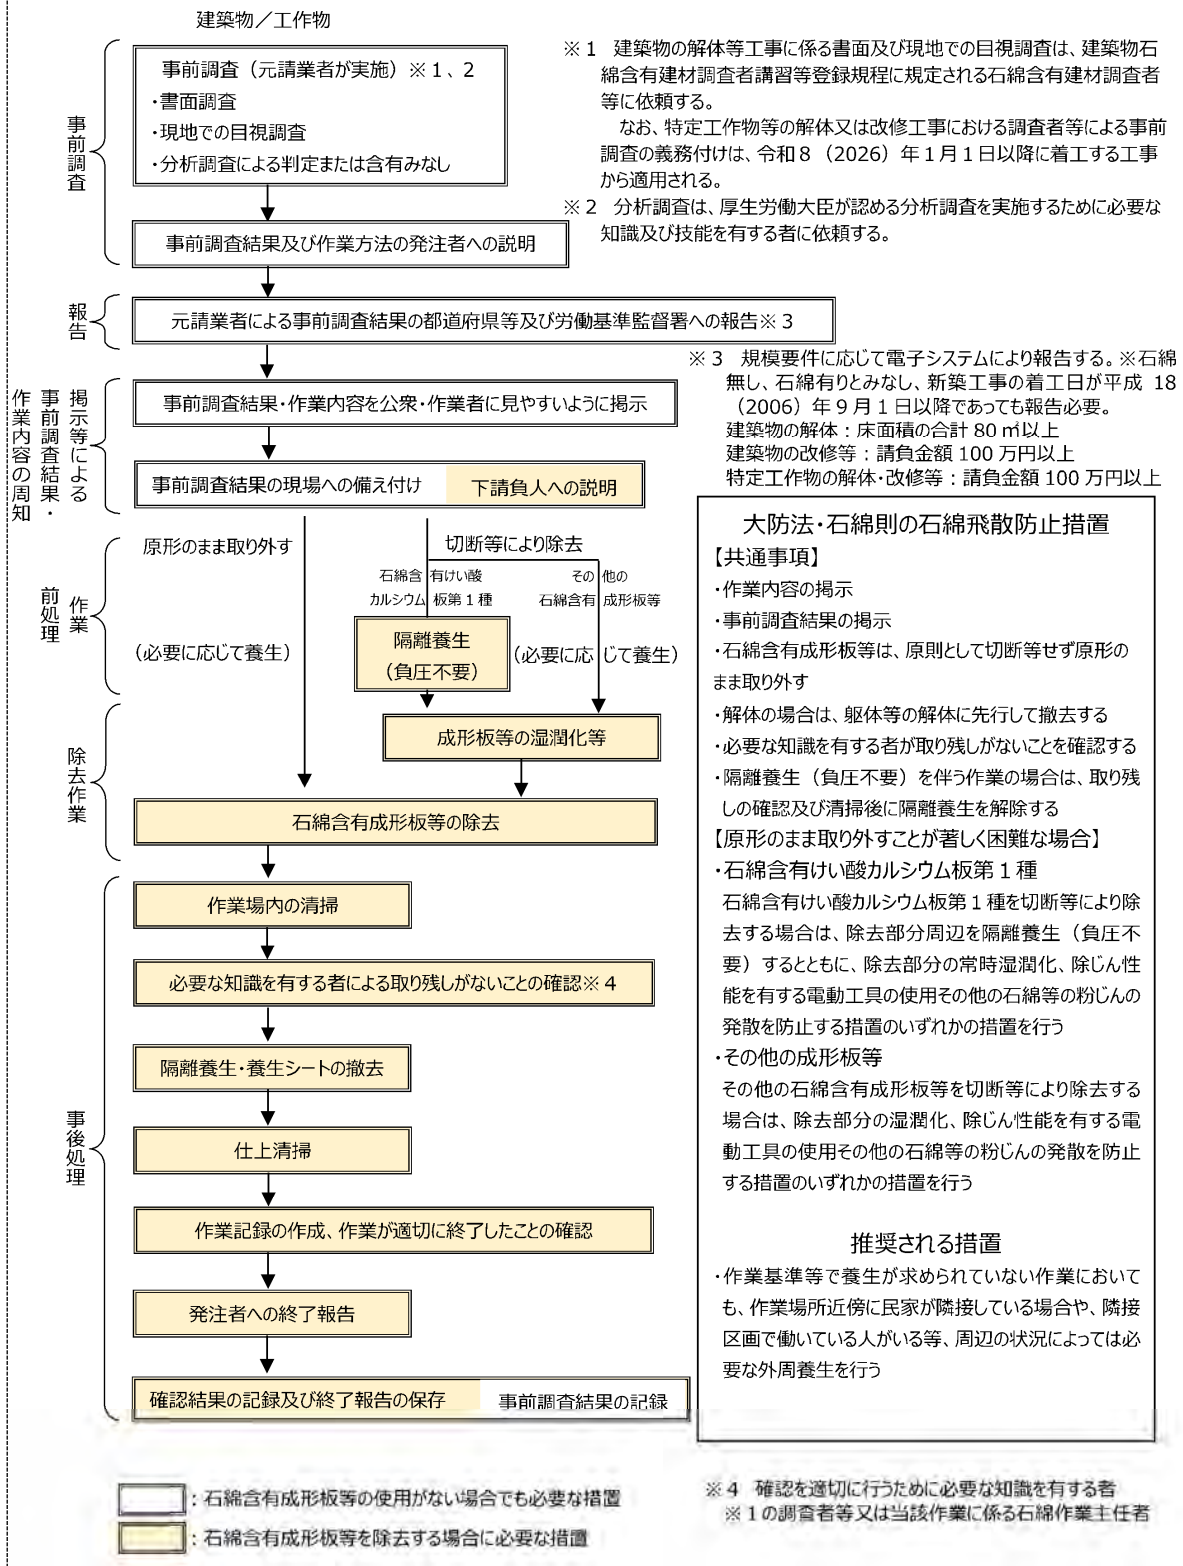 建築物／工作物
事前調査
事前調査（元請業者が実施）※１、２
・書面調査
・現地での目視調査
・分析調査による判定または含有みなし
事前調査結果及び作業方法の発注者への説明
※１　建築物の解体等工事に係る書面及び現地での目視調査は、建築物石
綿含有建材調査者講習等登録規程に規定される石綿含有建材調査者
等に依頼する。
なお、特定工作物等の解体又は改修工事における調査者等による事前
調査の義務付けは、令和８（2026）年１月１日以降に着工する工事
から適用される。
※２　分析調査は、厚生労働大臣が認める分析調査を実施するために必要な
知識及び技能を有する者に依頼する。
報告
元請業者による事前調査結果の都道府県等及び労働基準監督署への報告※３
※３　規模要件に応じて電子システムにより報告する。※石綿
無し、石綿有りとみなし、新築工事の着工日が平成 18
（2006）年９月１日以降であっても報告必要。
建築物の解体：床面積の合計 80 ㎡以上
建築物の改修等：請負金額 100 万円以上
特定工作物の解体・改修等：請負金額 100 万円以上
掲示等による
事前調査結果・
作業内容の周知
事前調査結果・作業内容を公衆・作業者に見やすいように掲示
事前調査結果の現場への備え付け　下請負人への説明
作業
前処理
原形のまま取り外す
切断等により除去
石綿含有けい酸
カルシウム板第１種
その他の
石綿含有成形板等
（必要に応じて養生）
隔離養生
（負圧不要）
（必要に応じて養生）
除去作業
成形板等の湿潤化等
石綿含有成形板等の除去
事後処理
作業場内の清掃
必要な知識を有する者による取り残しがないことの確認※４
隔離養生・養生シートの撤去
仕上清掃
作業記録の作成、作業が適切に終了したことの確認
発注者への終了報告
確認結果の記録及び終了報告の保存　事前調査結果の記録
大防法・石綿則の石綿飛散防止措置
【共通事項】
・作業内容の掲示
・事前調査結果の掲示
・石綿含有成形板等は、原則として切断等せず原形の
まま取り外す
・解体の場合は、躯体等の解体に先行して撤去する
・必要な知識を有する者が取り残しがないことを確認する
・隔離養生（負圧不要）を伴う作業の場合は、取り残
しの確認及び清掃後に隔離養生を解除する
【原形のまま取り外すことが著しく困難な場合】
・石綿含有けい酸カルシウム板第１種
石綿含有けい酸カルシウム板第１種を切断等により除
去する場合は、除去部分周辺を隔離養生（負圧不
要）するとともに、除去部分の常時湿潤化、除じん性
能を有する電動工具の使用その他の石綿等の粉じんの
発散を防止する措置のいずれかの措置を行う
・その他の成形板等
その他の石綿含有成形板等を切断等により除去する
場合は、除去部分の湿潤化、除じん性能を有する電
動工具の使用その他の石綿等の粉じんの発散を防止
する措置のいずれかの措置を行う
推奨される措置
・作業基準等で養生が求められていない作業において
も、作業場所近傍に民家が隣接している場合や、隣接
区画で働いている人がいる等、周辺の状況によっては必
要な外周養生を行う
：石綿含有成形板等の使用がない場合でも必要な措置
：石綿含有成形板等を除去する場合に必要な措置
※４　確認を適切に行うために必要な知識を有する者
※１の調査者等又は当該作業に係る石綿作業主任者